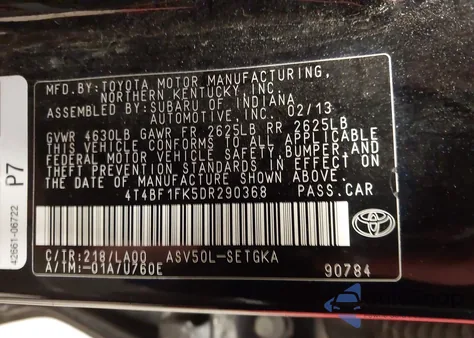 MFD.BY:TOYOTA MOTOR MANUFACTURING,
NORTHERN KENTUCKY,INC.
ASSEMBLED BY:SUBARU OF INDIANA
AUTOMOTIVE,INC. 02/13
GVWR 4630LB GAWR FR 2625LB RR 2625LB
THIS VEHICLE CONFORMS TO ALL APPLICABLE
FEDERAL MOTOR VEHICLE SAFETY,BUMPER,AND
THEFT PREVENTION STANDARDS IN EFFECT ON
THE DATE OF MANUFACTURE SHOWN ABOVE.
4T4BF1FK5DR290368 PASS.CAR
C/TR:218/LA00 ASV50L-SETGKA
A/TM:-01A/U760E 90784
TOYOTA
P7
42661-06722